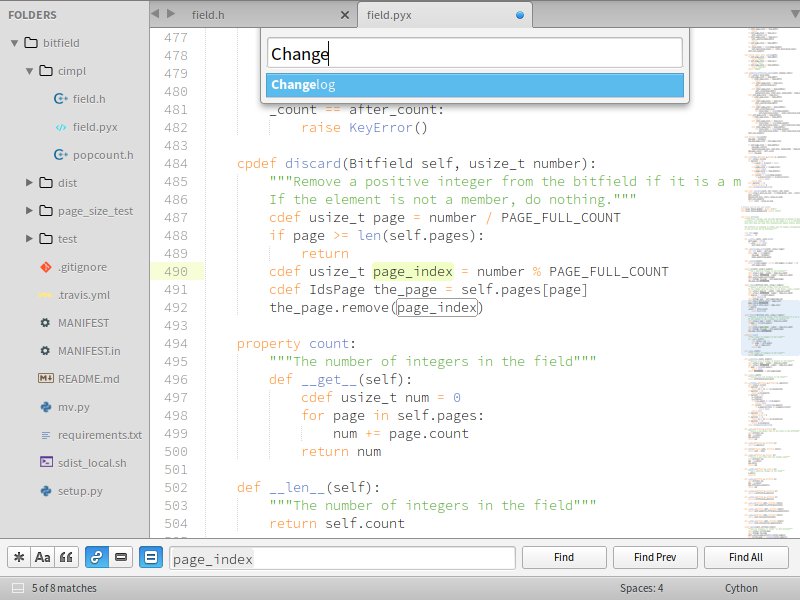 FOLDERS
bitfield
cimpl
field.h
field.pyx
popcount.h
dist
page_size_test
test
.gitignore
.travis.yml
MANIFEST
MANIFEST.in
README.md
mv.py
requirements.txt
sdist_local.sh
setup.py
field.h
field.pyx
Change
Changelog
477
478
479
480
481 _count == after_count:
482 raise KeyError()
483
484 cpdef discard(Bitfield self, usize_t number):
485 """Remove a positive integer from the bitfield if it is a m
486 If the element is not a member, do nothing."""
487 cdef usize_t page = number / PAGE_FULL_COUNT
488 if page >= len(self.pages):
489 return
490 cdef usize_t page_index = number % PAGE_FULL_COUNT
491 cdef IdsPage the_page = self.pages[page]
492 the_page.remove(page_index)
493
494 property count:
495 """The number of integers in the field"""
496 def __get__(self):
497 cdef usize_t num = 0
498 for page in self.pages:
499 num += page.count
500 return num
501
502 def __len__(self):
503 """The number of integers in the field"""
504 return self.count
page_index
Find
Find Prev
Find All
5 of 8 matches
Spaces: 4
Cython